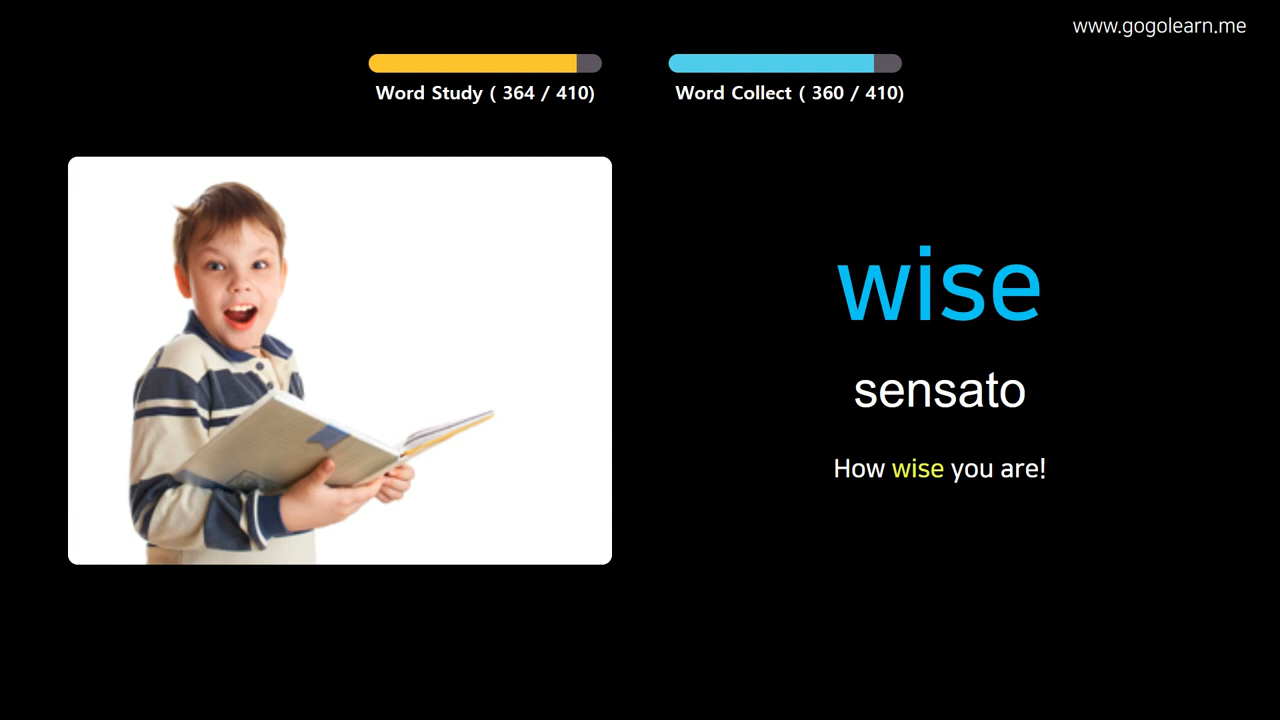 www.gogolearn.me
Word Study ( 364 / 410)
Word Collect ( 360 / 410)
wise
sensato
How wise you are!